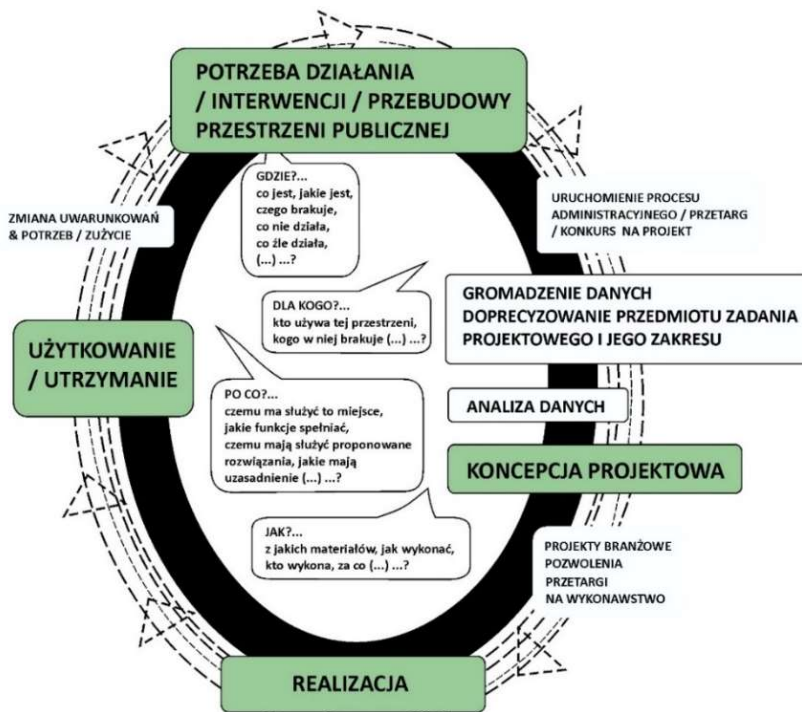 POTRZEBA DZIAŁANIA
/ INTERWENCJI / PRZEBUDOWY
PRZESTRZENI PUBLICZNEJ
GDZIE?...
co jest, jakie jest,
czego brakuje,
co nie działa,
co źle działa,
(...) ...?
URUCHOMIENIE PROCESU
ADMINISTRACYJNEGO / PRZETARG
/ KONKURS NA PROJEKT
ZMIANA UWARUNKOWAŃ
& POTRZEB / ZUŻYCIE
DLA KOGO?...
kto używa tej przestrzeni,
kogo w niej brakuje (...) ...?
GROMADZENIE DANYCH
DOPRECYZOWANIE PRZEDMIOTU ZADANIA
PROJEKTOWEGO I JEGO ZAKRESU
UŻYTKOWANIE
/ UTRZYMANIE
PO CO?...
czemu ma służyć to miejsce,
jakie funkcje spełniać,
czemu mają służyć proponowane
rozwiązania, jakie mają
uzasadnienie (...) ...?
ANALIZA DANYCH
KONCEPCJA PROJEKTOWA
JAK?...
z jakich materiałów, jak wykonać,
kto wykona, za co (...) ...?
PROJEKTY BRANŻOWE
POZWOLENIA
PRZETARGI
NA WYKONAWSTWO
REALIZACJA